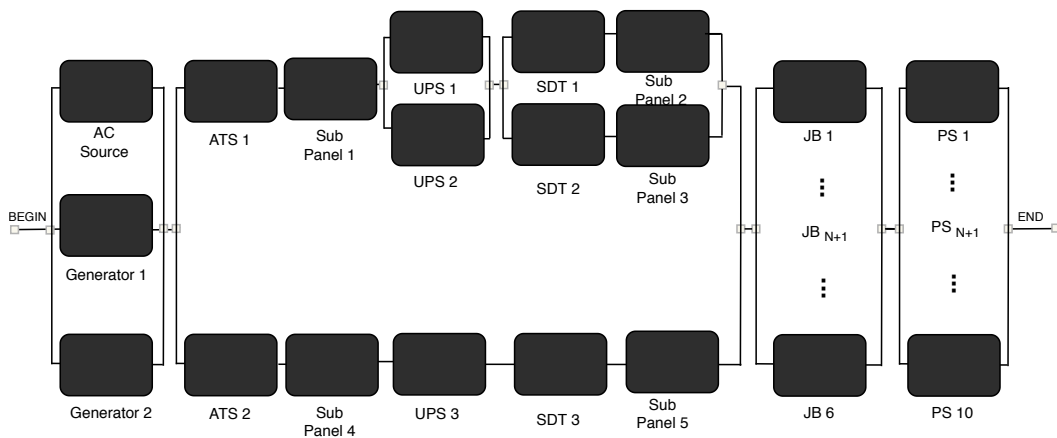 BEGIN
AC
Source
Generator 1
Generator 2
ATS 1
Sub
Panel 1
UPS 1
UPS 2
SDT 1
Sub
Panel 2
SDT 2
Sub
Panel 3
ATS 2
Sub
Panel 4
UPS 3
SDT 3
Sub
Panel 5
JB 1
JB N+1
JB 6
PS 1
PS N+1
PS 10
END